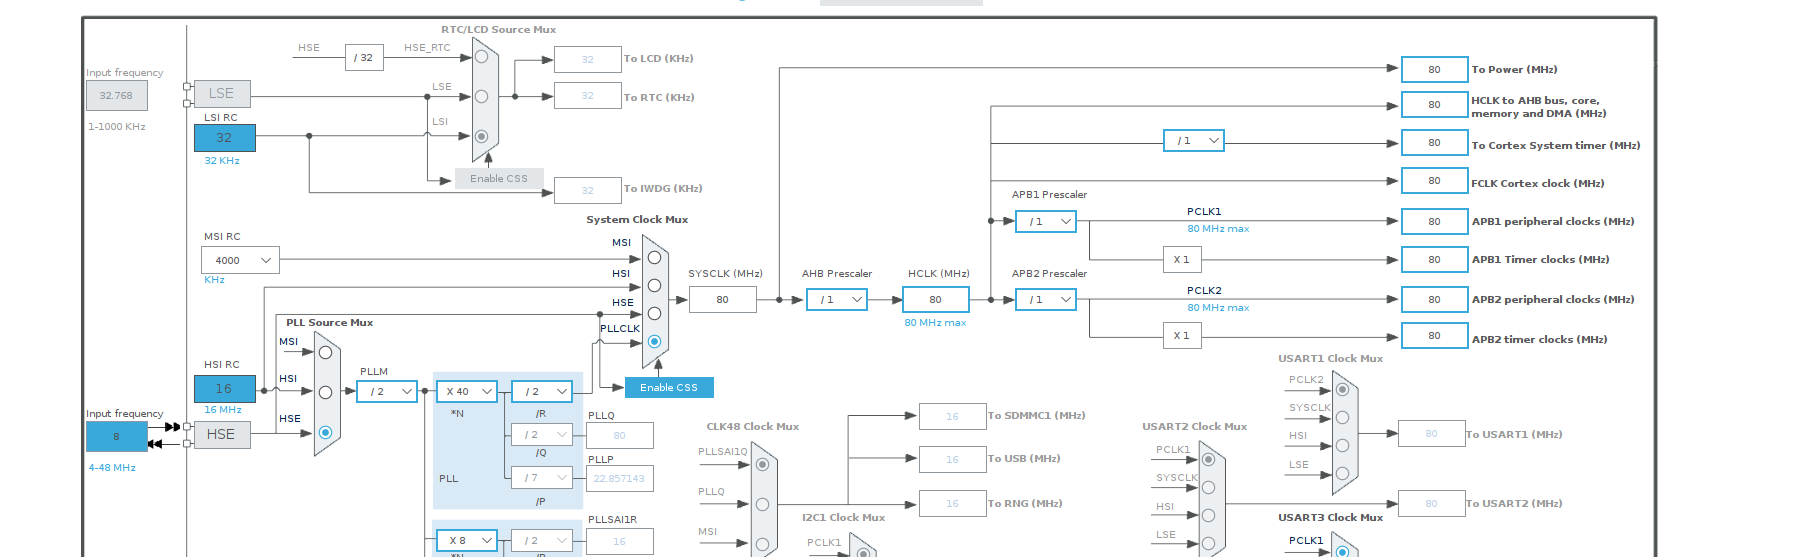 RTC/LCD Source Mux
HSE
/ 32
HSE_RTC
32
To LCD (KHz)
Input frequency
32.768
1-1000 KHz
LSE
LSE
32
To RTC (KHz)
LSI RC
32
32 KHz
LSI
Enable CSS
32
To IWDG (KHz)
80
To Power (MHz)
80
HCLK to AHB bus, core,
memory and DMA (MHz)
/ 1
80
To Cortex System timer (MHz)
80
FCLK Cortex clock (MHz)
APB1 Prescaler
/ 1
PCLK1
80 MHz max
80
APB1 peripheral clocks (MHz)
X 1
80
APB1 Timer clocks (MHz)
System Clock Mux
MSI RC
4000
KHz
MSI
HSI
HSE
PLLCLK
SYSCLK (MHz)
80
AHB Prescaler
/ 1
HCLK (MHz)
80
80 MHz max
APB2 Prescaler
/ 1
PCLK2
80 MHz max
80
APB2 peripheral clocks (MHz)
X 1
80
APB2 timer clocks (MHz)
Enable CSS
PLL Source Mux
MSI
HSI
HSE
HSI RC
16
16 MHz
Input frequency
8
4-48 MHz
HSE
PLLM
/ 2
X 40
*N
/ 2
/R
PLLQ
/ 2
80
/Q
PLLP
PLL
/ 7
22.857143
/P
PLLSAI1R
X 8
/ 2
16
*N
/R
CLK48 Clock Mux
PLLSAI1Q
PLLQ
MSI
16
To SDMMC1 (MHz)
16
To USB (MHz)
16
To RNG (MHz)
I2C1 Clock Mux
PCLK1
USART1 Clock Mux
PCLK2
SYSCLK
HSI
LSE
80
To USART1 (MHz)
USART2 Clock Mux
PCLK1
SYSCLK
HSI
LSE
80
To USART2 (MHz)
USART3 Clock Mux
PCLK1